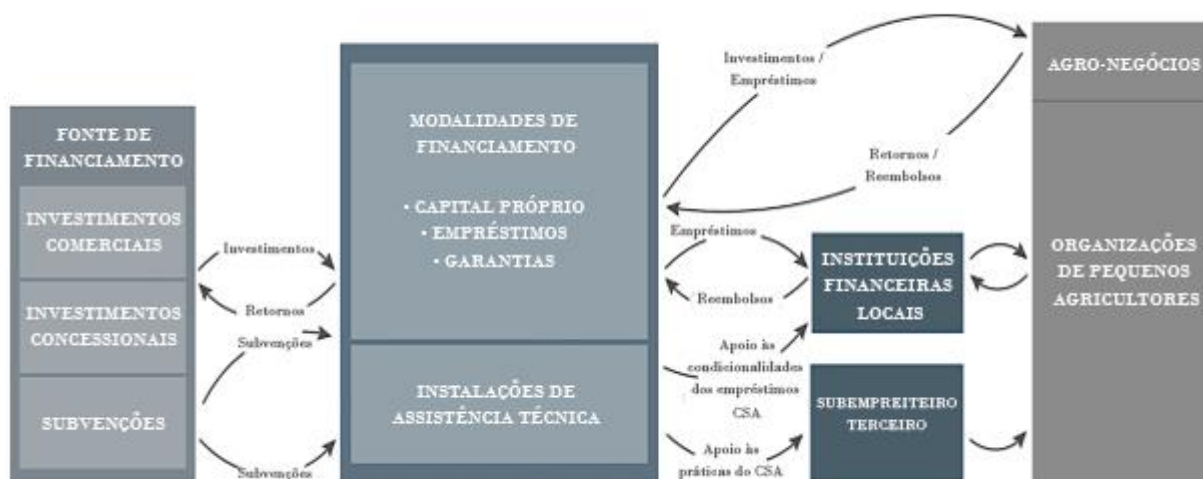 FONTE DE
FINANCIAMENTO
INVESTIMENTOS
COMERCIAIS
INVESTIMENTOS
CONCESSIONAIS
SUBVENÇÕES
Investimentos
Retornos
Subvenções
Subvenções
MODALIDADES DE
FINANCIAMENTO
• CAPITAL PRÓPRIO
• EMPRÉSTIMOS
• GARANTIAS
INSTALAÇÕES DE
ASSISTÊNCIA TÉCNICA
Investimentos /
Empréstimos
Retornos /
Reembolsos
Empréstimos
Reembolsos
Apoio às
condicionalidades
dos empréstimos
CSA
Apoio às
práticas do CSA
INSTITUIÇÕES
FINANCEIRAS
LOCAIS
SUBEMPREITEIRO
TERCEIRO
AGRO-NEGÓCIOS
ORGANIZAÇÕES
DE PEQUENOS
AGRICULTORES